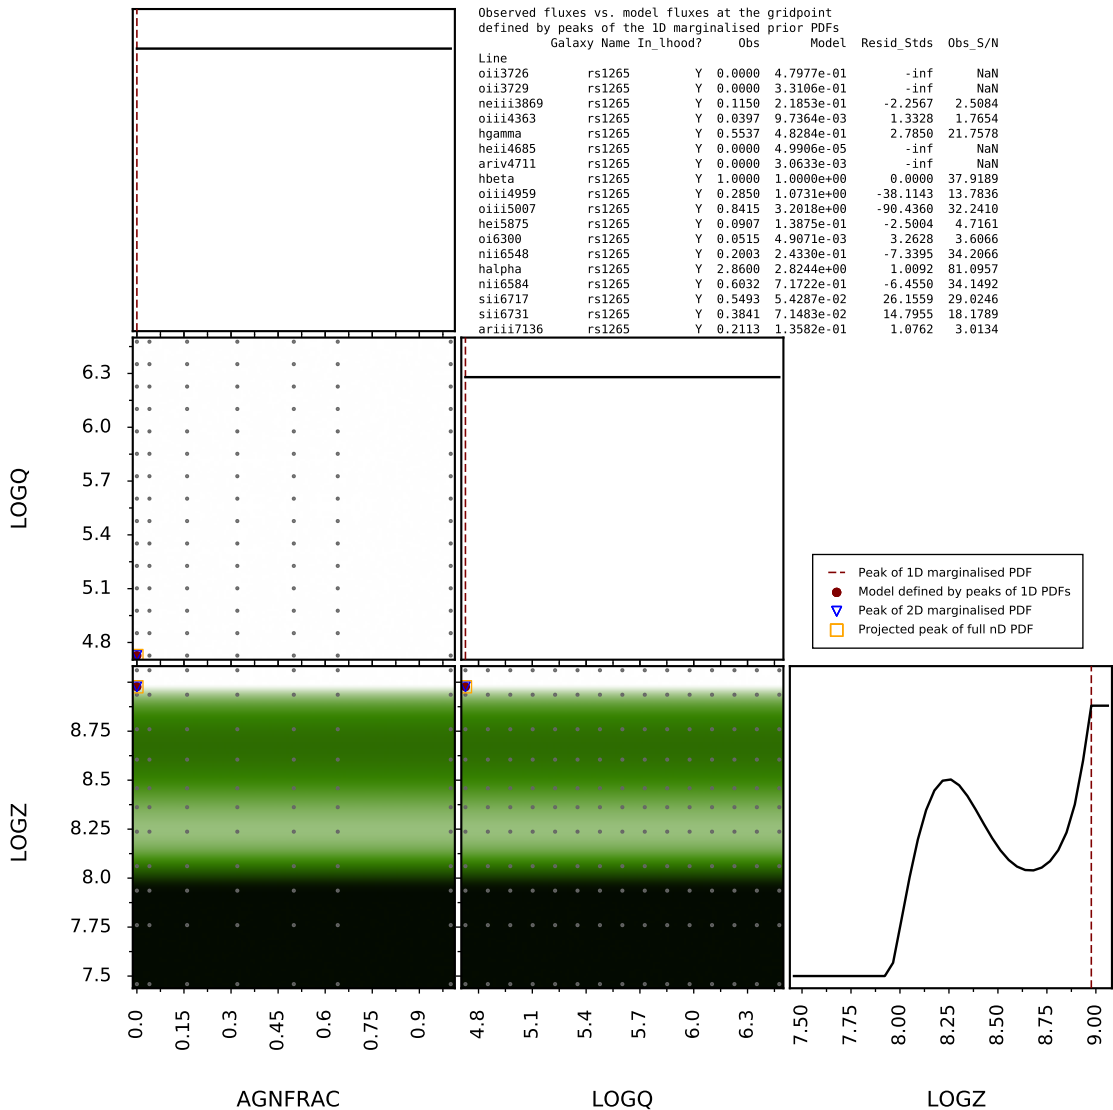 Observed fluxes vs. model fluxes at the gridpoint
defined by peaks of the 1D marginalised prior PDFs
Galaxy Name In_lhood? Obs Model Resid_Stds Obs_S/N
Line
oii3726 rs1265 Y 0.0000 4.7977e-01 -inf NaN
oii3729 rs1265 Y 0.0000 3.3106e-01 -inf NaN
neiii3869 rs1265 Y 0.1150 2.1853e-01 -2.2567 2.5084
oiii4363 rs1265 Y 0.0397 9.7364e-03 1.3328 1.7654
hgamma rs1265 Y 0.5537 4.8284e-01 2.7850 21.7578
heii4685 rs1265 Y 0.0000 4.9906e-05 -inf NaN
ariv4711 rs1265 Y 0.0000 3.0633e-03 -inf NaN
hbeta rs1265 Y 1.0000 1.0000e+00 0.0000 37.9189
oiii4959 rs1265 Y 0.2850 1.0731e+00 -38.1143 13.7836
oiii5007 rs1265 Y 0.8415 3.2018e+00 -90.4360 32.2410
hei5875 rs1265 Y 0.0907 1.3875e-01 -2.5004 4.7161
oi6300 rs1265 Y 0.0515 4.9071e-03 3.2628 3.6066
nii6548 rs1265 Y 0.2003 2.4330e-01 -7.3395 34.2066
halpha rs1265 Y 2.8600 2.8244e+00 1.0092 81.0957
nii6584 rs1265 Y 0.6032 7.1722e-01 -6.4550 34.1492
sii6717 rs1265 Y 0.5493 5.4287e-02 26.1559 29.0246
sii6731 rs1265 Y 0.3841 7.1483e-02 14.7955 18.1789
ariii7136 rs1265 Y 0.2113 1.3582e-01 1.0762 3.0134
LOGQ
6.3
6.0
5.7
5.4
5.1
4.8
Peak of 1D marginalised PDF
Model defined by peaks of 1D PDFs
Peak of 2D marginalised PDF
Projected peak of full nD PDF
LOGZ
8.75
8.5
8.25
8.0
7.75
7.5
0.0 0.15 0.3 0.45 0.6 0.75 0.9
4.8 5.1 5.4 5.7 6.0 6.3
7.50 7.75 8.00 8.25 8.50 8.75 9.00
AGNFRAC
LOGQ
LOGZ